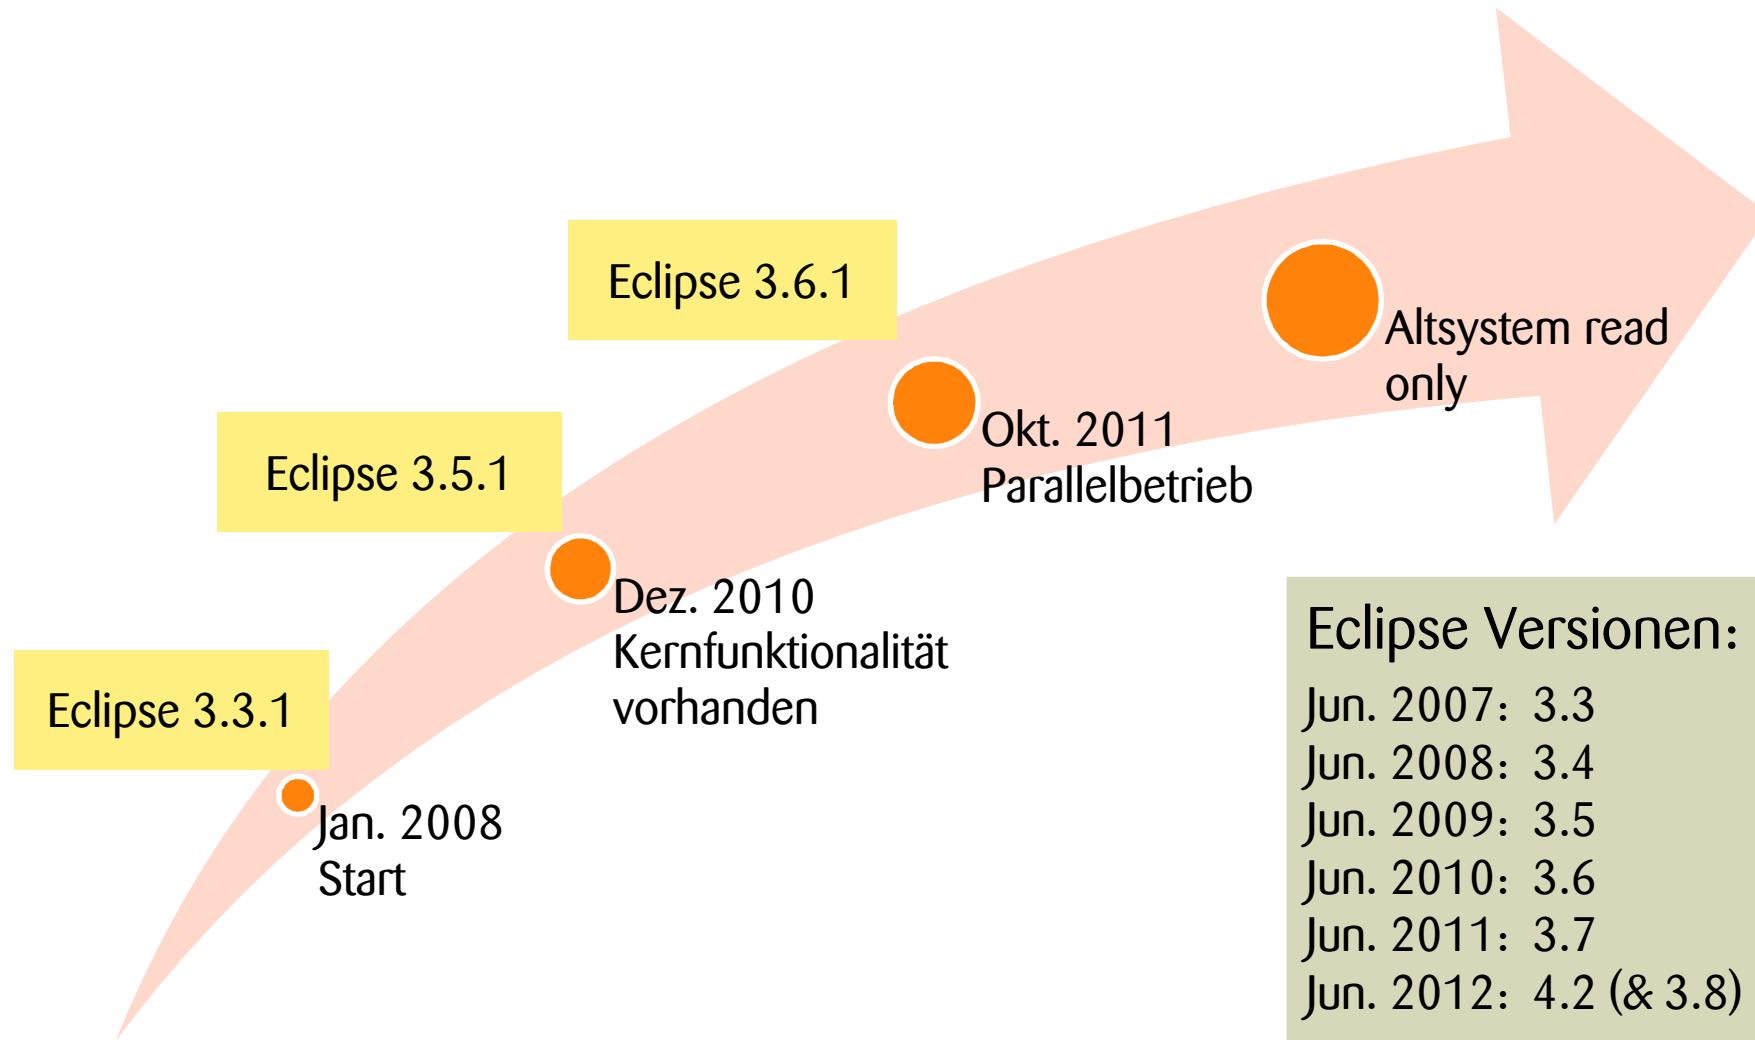 Eclipse 3.6.1
Altsystem read
only
Okt. 2011
Parallelbetrieb
Eclipse 3.5.1
Dez. 2010
Kernfunktionalität
vorhanden
Eclipse 3.3.1
Jan. 2008
Start
Eclipse Versionen:
Jun. 2007: 3.3
Jun. 2008: 3.4
Jun. 2009: 3.5
Jun. 2010: 3.6
Jun. 2011: 3.7
Jun. 2012: 4.2 (& 3.8)